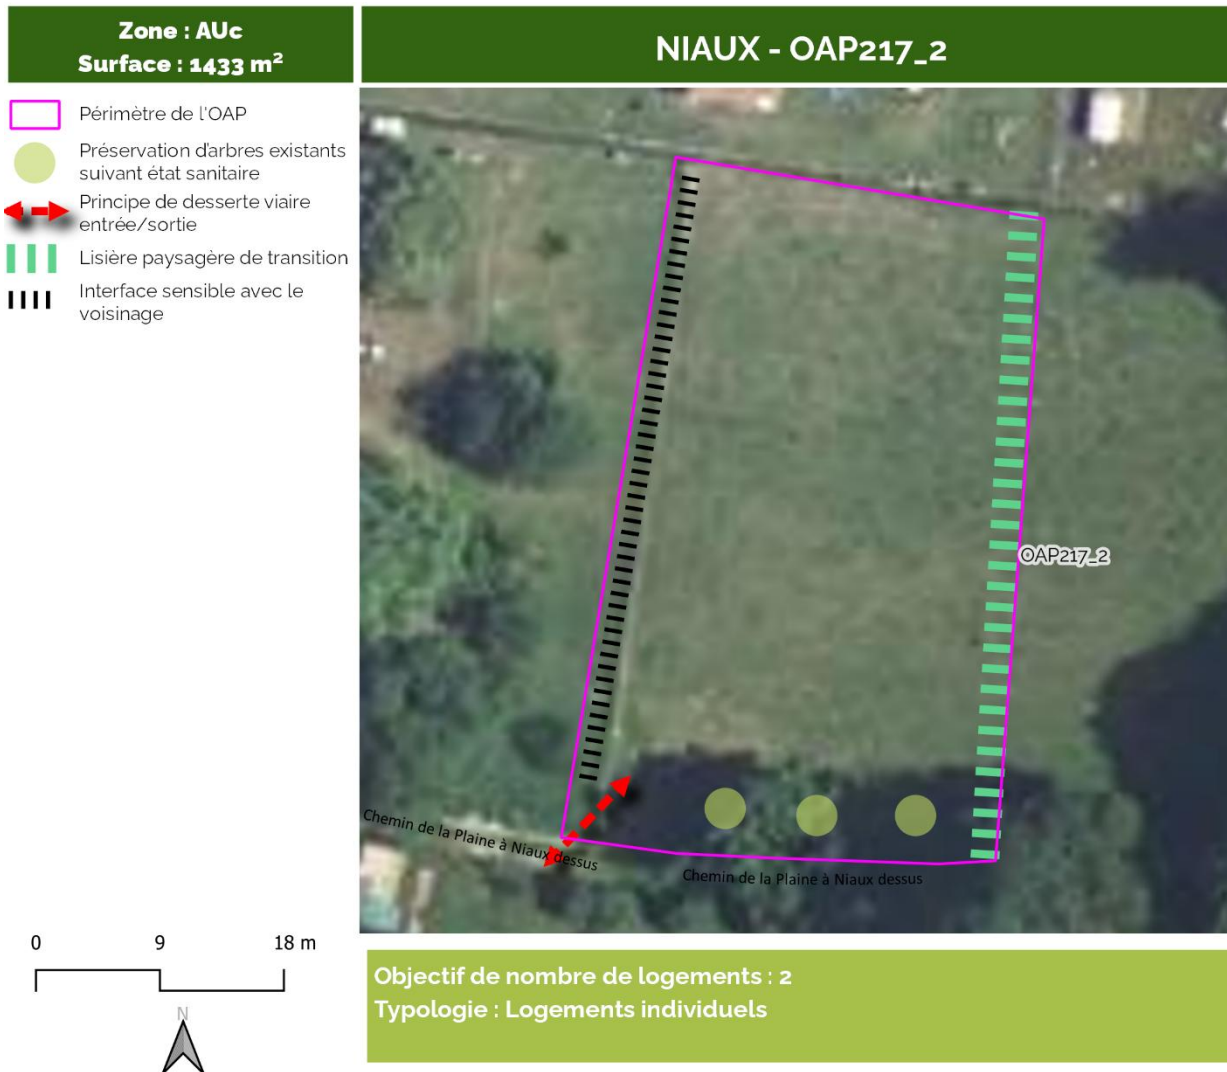 Zone : AUc
Surface : 1433 m²
NIAUX - OAP217_2
Périmètre de l'OAP
Préservation d'arbres existants
suivant état sanitaire
Principe de desserte viaire
entrée/sortie
Lisière paysagère de transition
Interface sensible avec le
voisinage
OAP217_2
Chemin de la Plaine à Niaux dessus
Chemin de la Plaine à Niaux dessus
0 9 18 m
N
Objectif de nombre de logements : 2
Typologie : Logements individuels